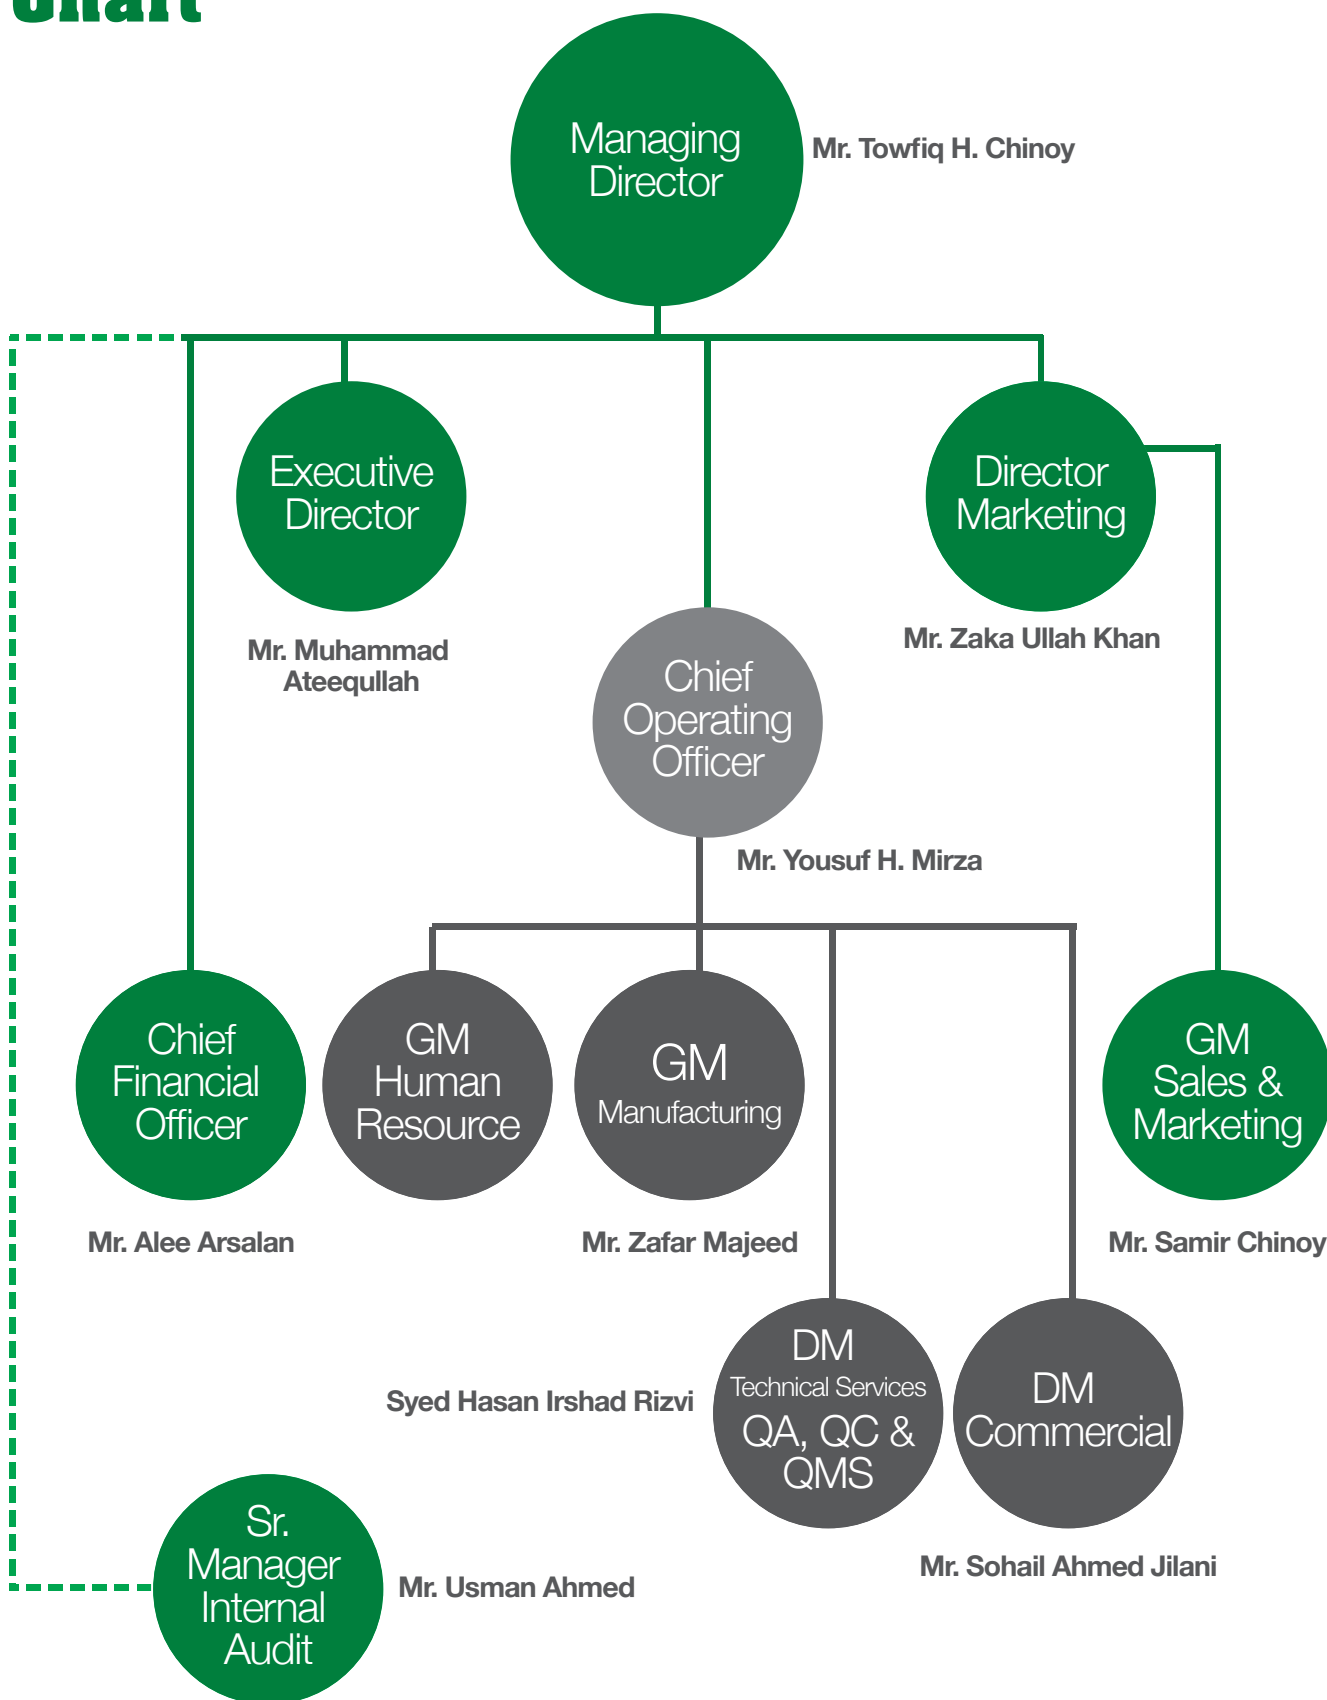 Chart
Managing
Director
Mr. Towfiq H. Chinoy
Executive
Director
Mr. Muhammad
Ateequllah
Director
Marketing
Mr. Zaka Ullah Khan
Chief
Operating
Officer
Mr. Yousuf H. Mirza
Chief
Financial
Officer
Mr. Alee Arsalan
GM
Human
Resource
GM
Manufacturing
Mr. Zafar Majeed
GM
Sales &
Marketing
Mr. Samir Chinoy
Syed Hasan Irshad Rizvi
DM
Technical Services
QA, QC &
QMS
DM
Commercial
Mr. Sohail Ahmed Jilani
Sr.
Manager
Internal
Audit
Mr. Usman Ahmed